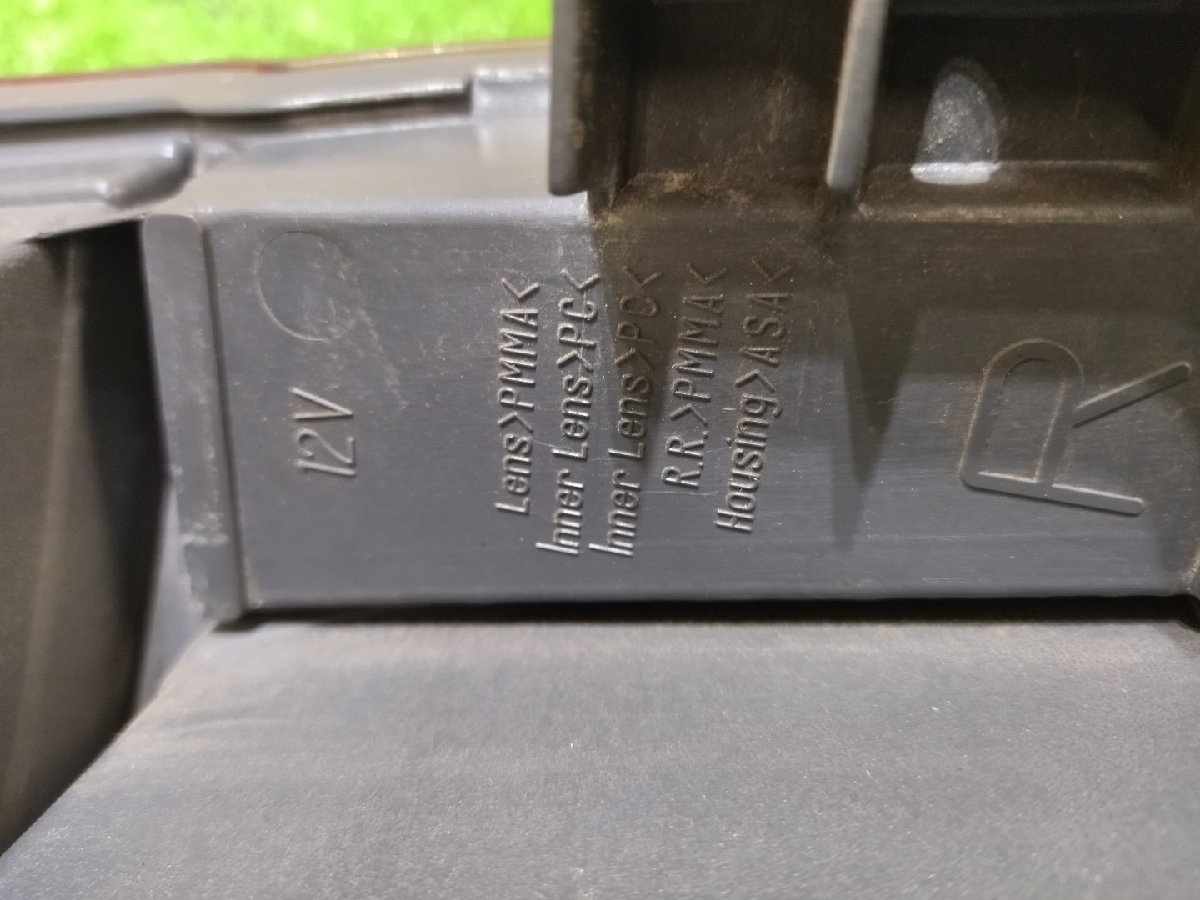 12V
Lens>PMMA<
Inner Lens>PC<
Inner Lens>PC<
R.R.>PMMA<
Housing>ASA<
R